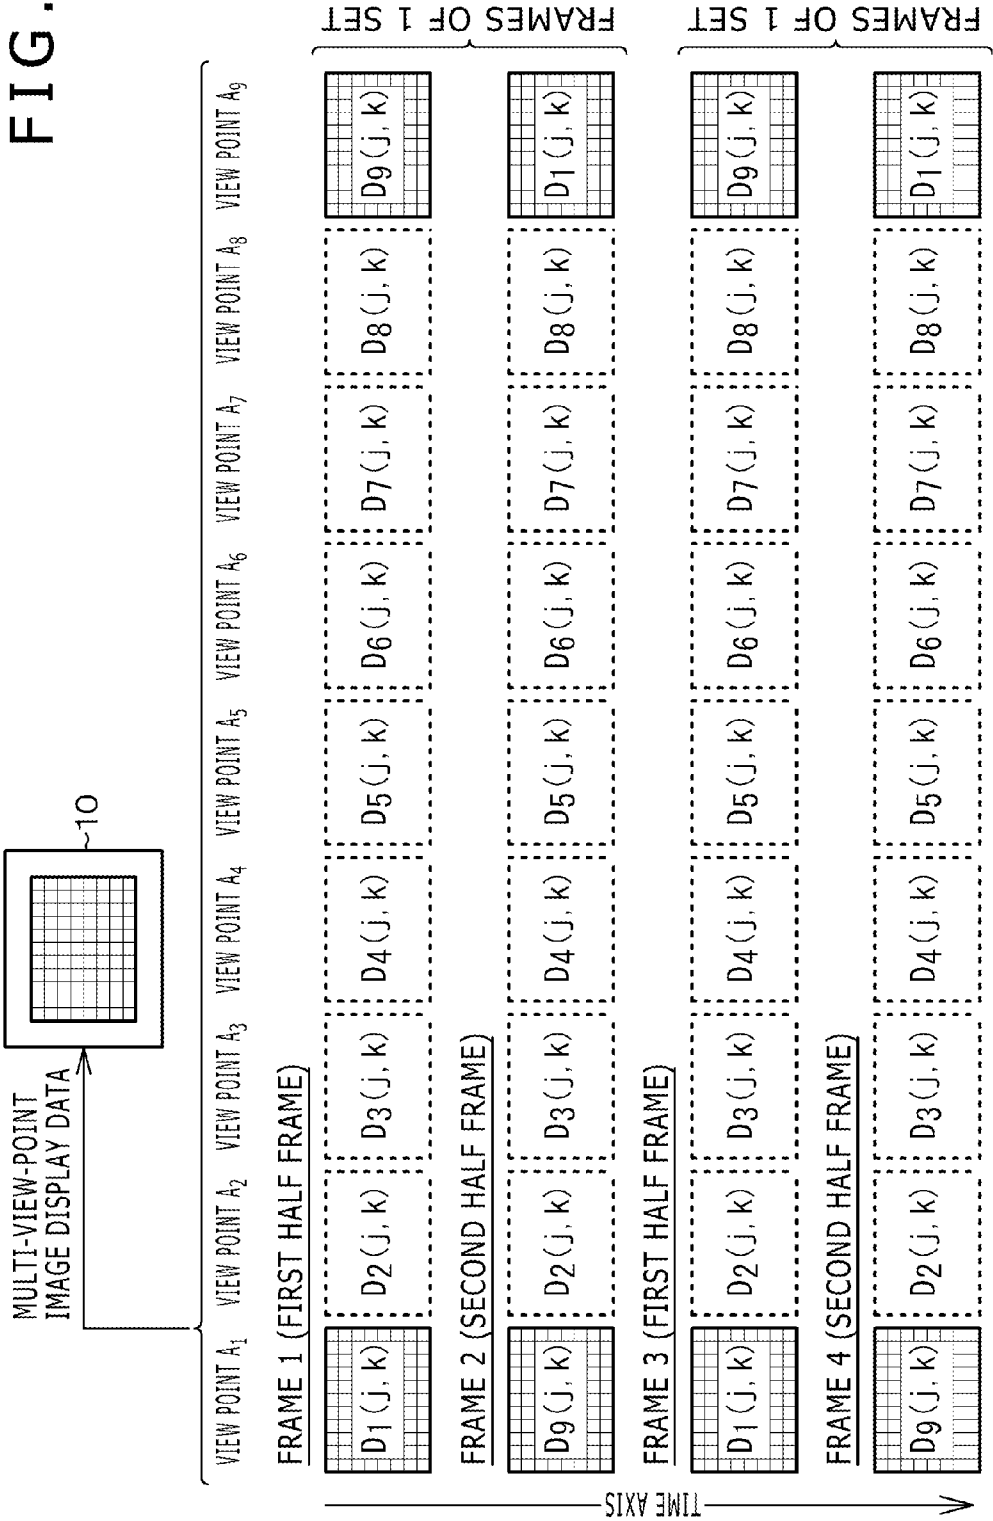 FIG.
MULTI-VIEW-POINT
IMAGE DISPLAY DATA
10
VIEW POINT A1 VIEW POINT A2 VIEW POINT A3 VIEW POINT A4 VIEW POINT A5 VIEW POINT A6 VIEW POINT A7 VIEW POINT A8 VIEW POINT A9
FRAME 1 (FIRST HALF FRAME)
D1(j, k) D2(j, k) D3(j, k) D4(j, k) D5(j, k) D6(j, k) D7(j, k) D8(j, k) D9(j, k)
FRAME 2 (SECOND HALF FRAME)
D9(j, k) D2(j, k) D3(j, k) D4(j, k) D5(j, k) D6(j, k) D7(j, k) D8(j, k) D1(j, k)
FRAMES OF 1 SET
FRAME 3 (FIRST HALF FRAME)
D1(j, k) D2(j, k) D3(j, k) D4(j, k) D5(j, k) D6(j, k) D7(j, k) D8(j, k) D9(j, k)
FRAME 4 (SECOND HALF FRAME)
D9(j, k) D2(j, k) D3(j, k) D4(j, k) D5(j, k) D6(j, k) D7(j, k) D8(j, k) D1(j, k)
FRAMES OF 1 SET
TIME AXIS